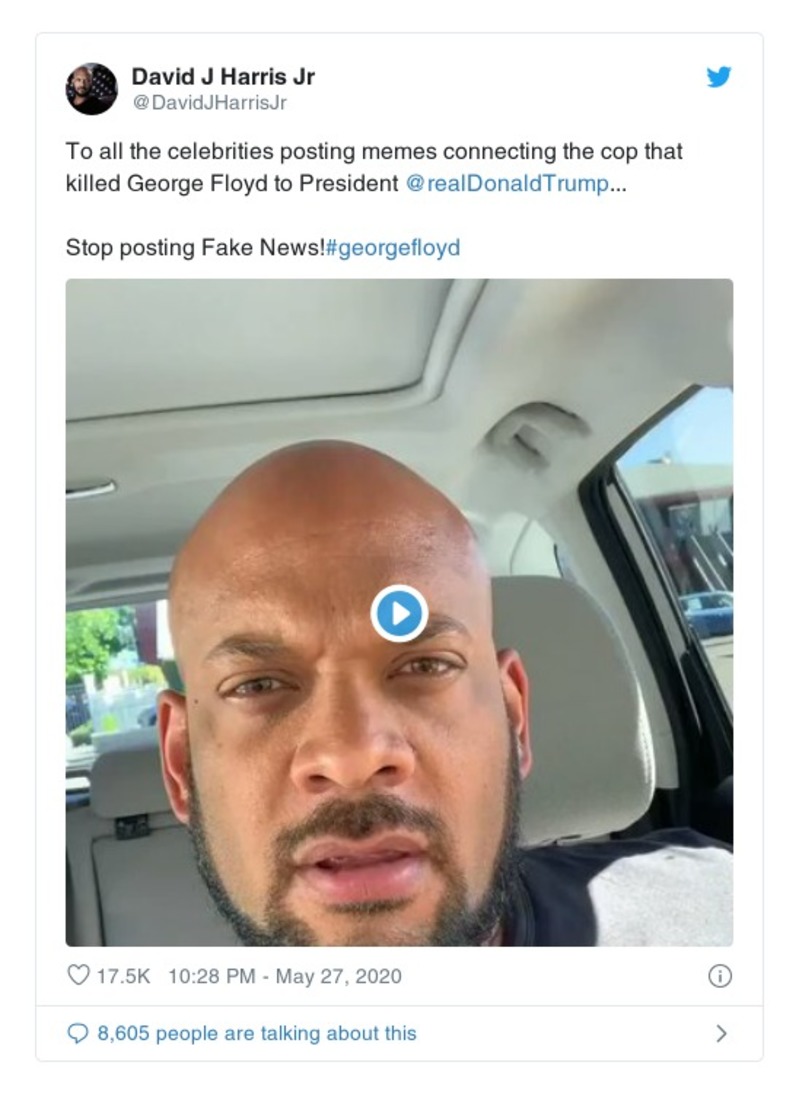 David J Harris Jr
@DavidJHarrisJr
To all the celebrities posting memes connecting the cop that
killed George Floyd to President @realDonaldTrump...
Stop posting Fake News!#georgefloyd
17.5K 10:28 PM - May 27, 2020
8,605 people are talking about this